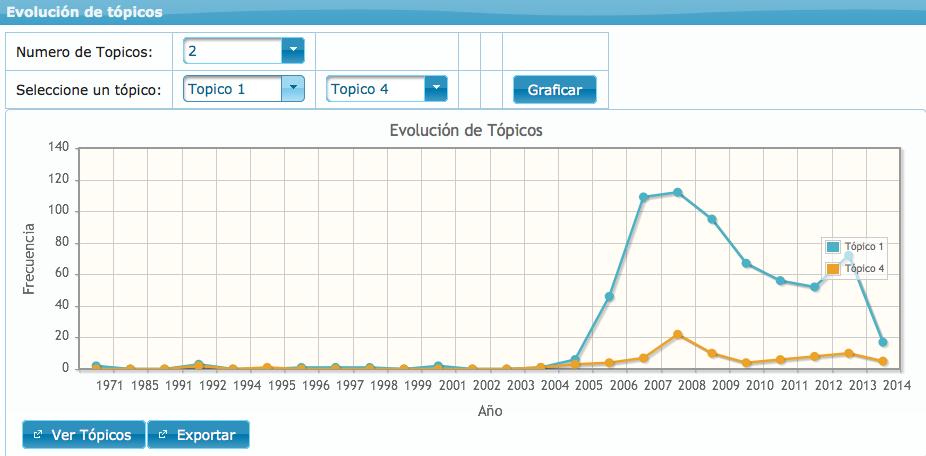 Evolución de tópicos
Numero de Topicos: 2
Seleccione un tópico: Topico 1 Topico 4 Graficar
Evolución de Tópicos
140
120
100
80
60
40
20
0
Frecuencia
Tópico 1
Tópico 4
1971 1985 1991 1992 1994 1995 1996 1997 1998 1999 2001 2002 2003 2004 2005 2006 2007 2008 2009 2010 2011 2012 2013 2014
Año
Ver Tópicos Exportar